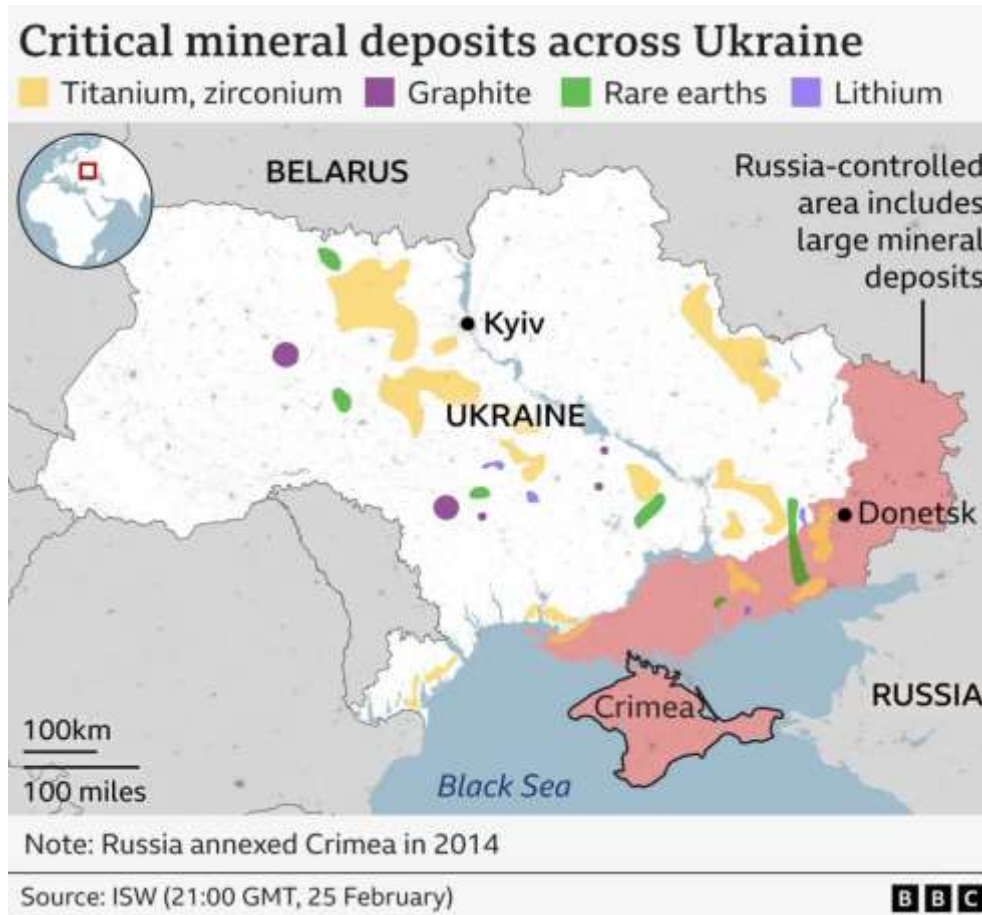 Critical mineral deposits across Ukraine
Titanium, zirconium Graphite Rare earths Lithium
BELARUS
Russia-controlled
area includes
large mineral
deposits
Kyiv
UKRAINE
Donetsk
RUSSIA
Crimea
100km
100 miles
Black Sea
Note: Russia annexed Crimea in 2014
Source: ISW (21:00 GMT, 25 February)
BBC